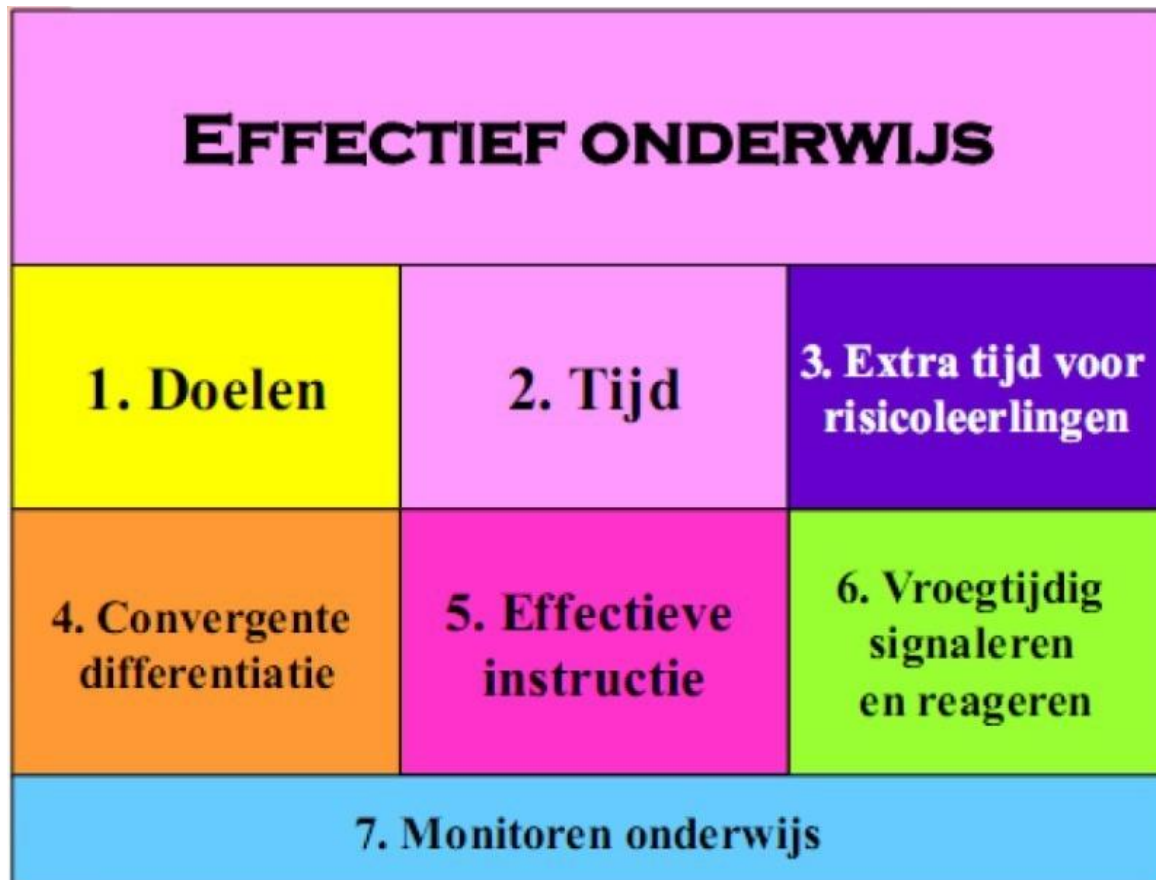 EFFECTIEF ONDERWIJS
1. Doelen
2. Tijd
3. Extra tijd voor
risicoleerlingen
4. Convergente
differentiatie
5. Effectieve
instructie
6. Vroegtijdig
signaleren
en reageren
7. Monitoren onderwijs